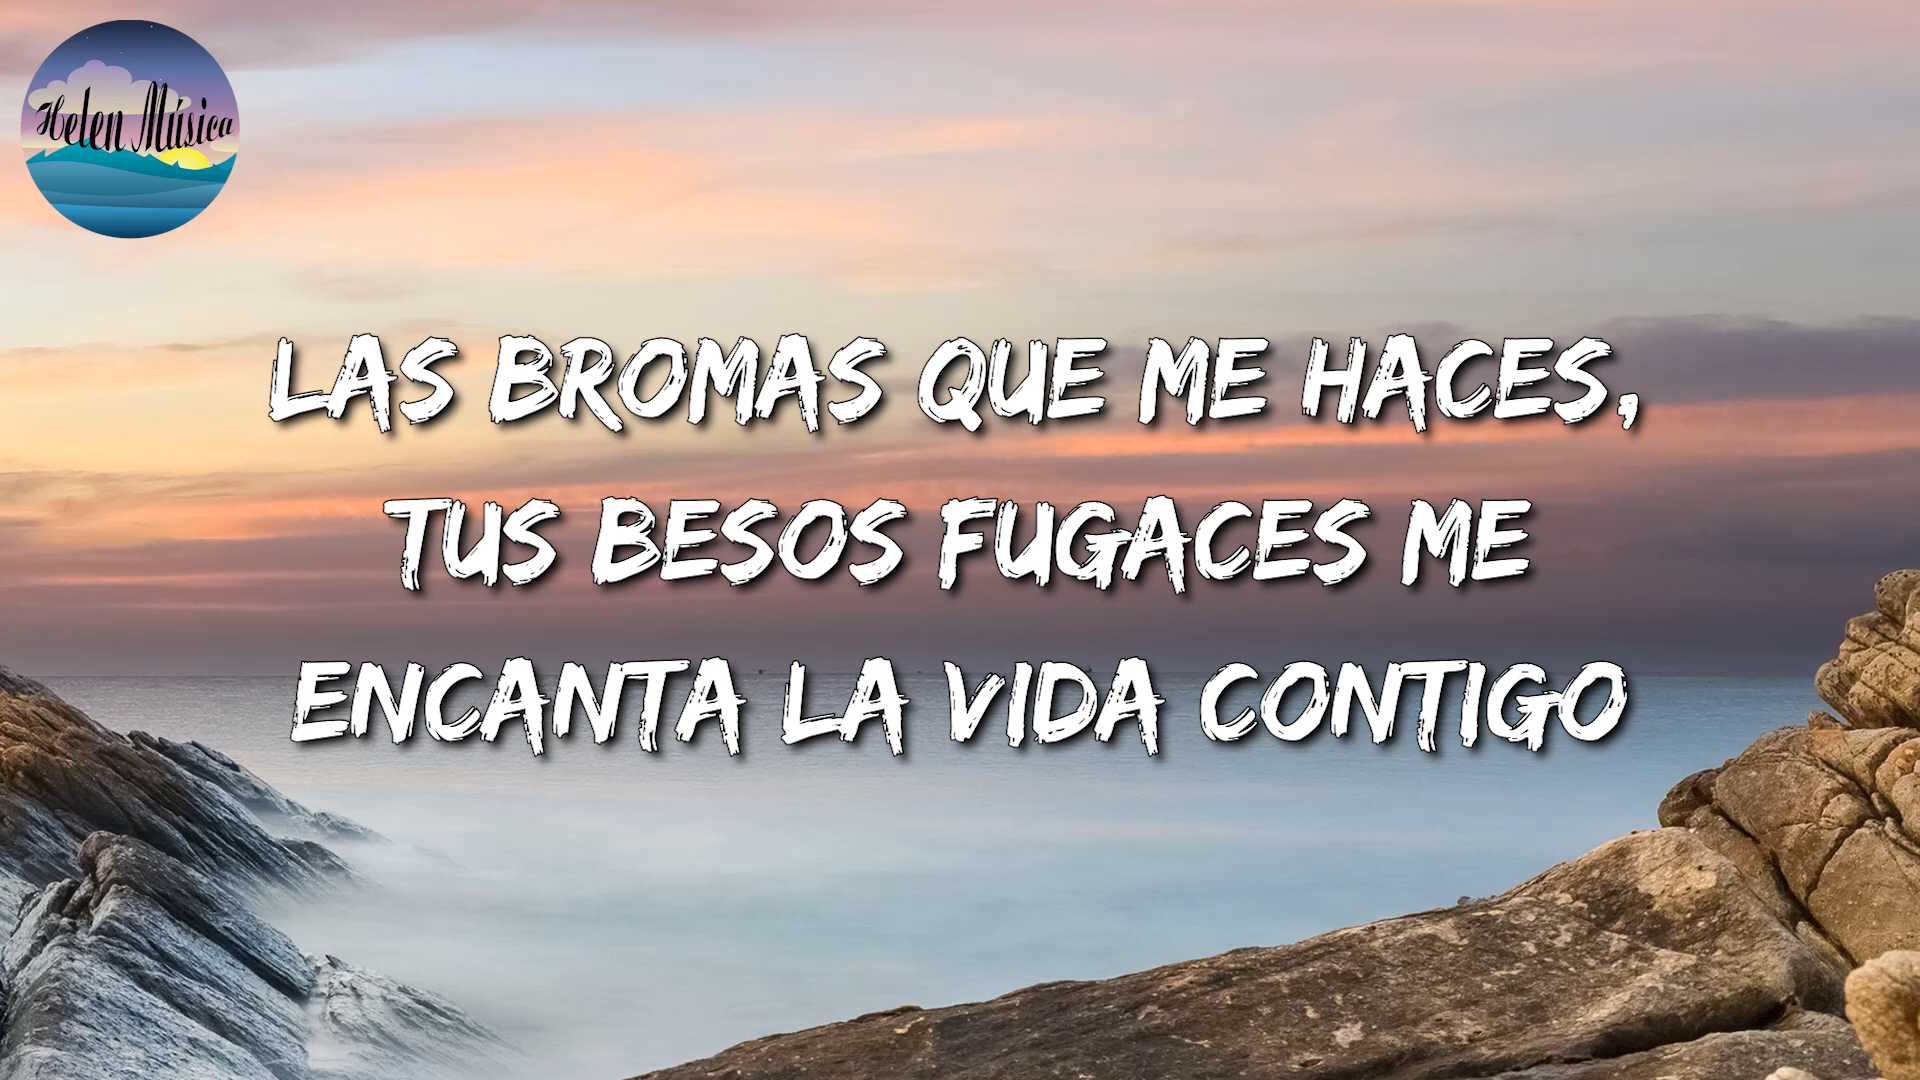 Helen Música
LAS BROMAS QUE ME HACES,
TUS BESOS FUGACES ME
ENCANTA LA VIDA CONTIGO